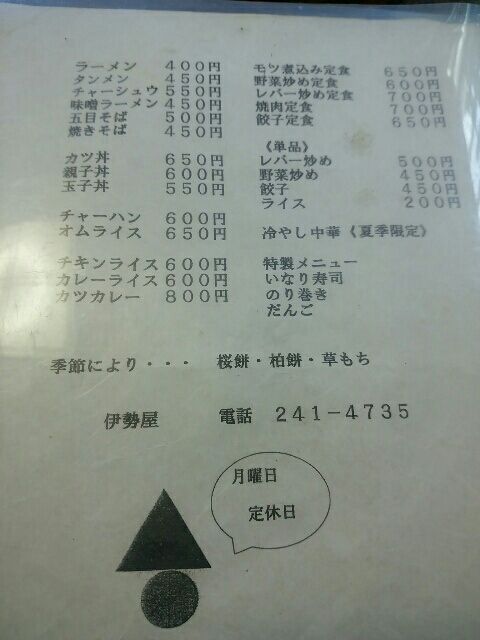 ラーメン 400円
タンメン 450円
チャーシュウ 550円
味噌ラーメン 450円
五目そば 500円
焼きそば 450円
カツ丼 650円
親子丼 600円
玉子丼 550円
チャーハン 600円
オムライス 650円
チキンライス 600円
カレーライス 600円
カツカレー 800円
モツ煮込み定食 650円
野菜炒め定食 600円
レバー炒め定食 700円
焼肉定食 700円
餃子定食 650円
《単品》
レバー炒め 500円
野菜炒め 450円
餃子 450円
ライス 200円
冷やし中華《夏季限定》
特製メニュー
いなり寿司
のり巻き
だんご
季節により・・・ 桜餅・柏餅・草もち
伊勢屋 電話 241-4735
月曜日
定休日